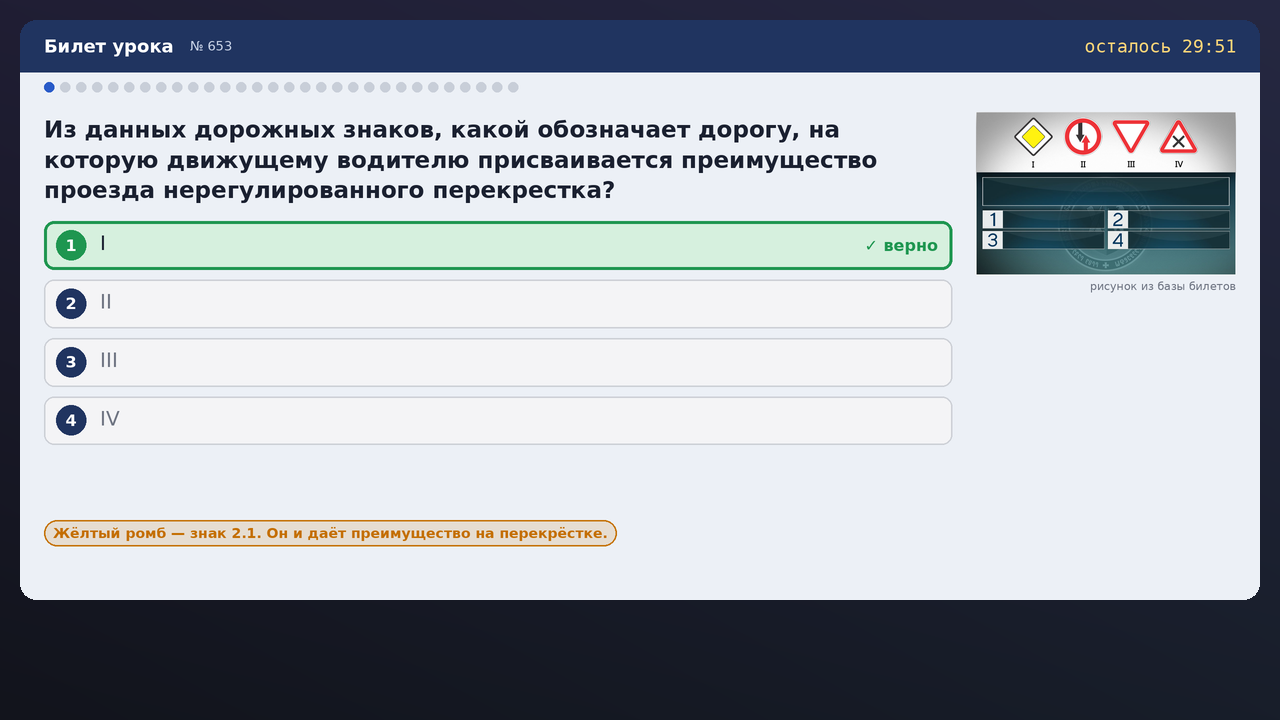 Билет урока № 653 осталось 29:51
Из данных дорожных знаков, какой обозначает дорогу, на
которую движущему водителю присваивается преимущество
проезда нерегулированного перекрестка?
1 I ✓ верно
2 II
3 III
4 IV
I II III IV
1 2
3 4
рисунок из базы билетов
Жёлтый ромб — знак 2.1. Он и даёт преимущество на перекрёстке.